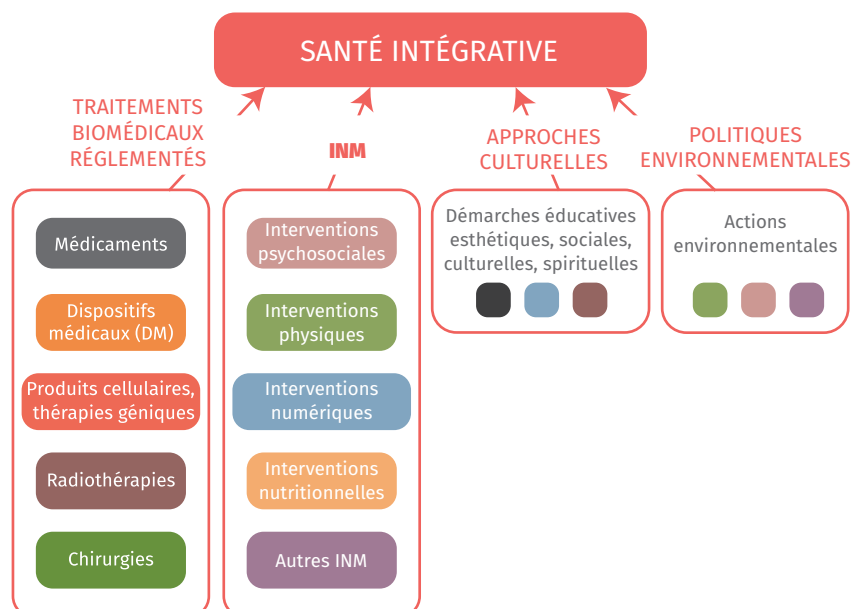 SANTÉ INTÉGRATIVE
TRAITEMENTS
BIOMÉDICAUX
RÉGLEMENTÉS
Médicaments
Dispositifs
médicaux (DM)
Produits cellulaires,
thérapies géniques
Radiothérapies
Chirurgies
INM
Interventions
psychosociales
Interventions
physiques
Interventions
numériques
Interventions
nutritionnelles
Autres INM
APPROCHES
CULTURELLES
Démarches éducatives
esthétiques, sociales,
culturelles, spirituelles
POLITIQUES
ENVIRONNEMENTALES
Actions
environnementales